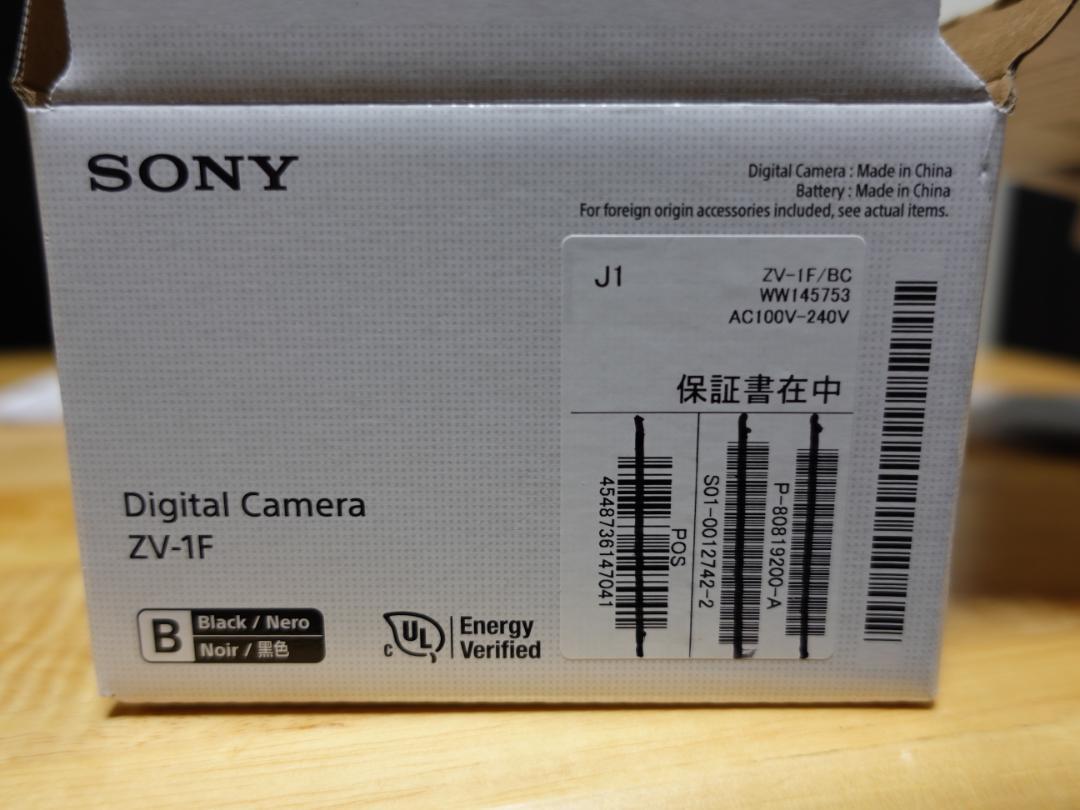 SONY
Digital Camera : Made in China
Battery : Made in China
For foreign origin accessories included, see actual items.
J1
ZV-1F/BC
WW145753
AC100V-240V
保証書在中
P-80819200-A
S01-0012742-2
POS
4548736147041
Digital Camera
ZV-1F
B
Black / Nero
Noir / 黒色
C UL
Energy
Verified